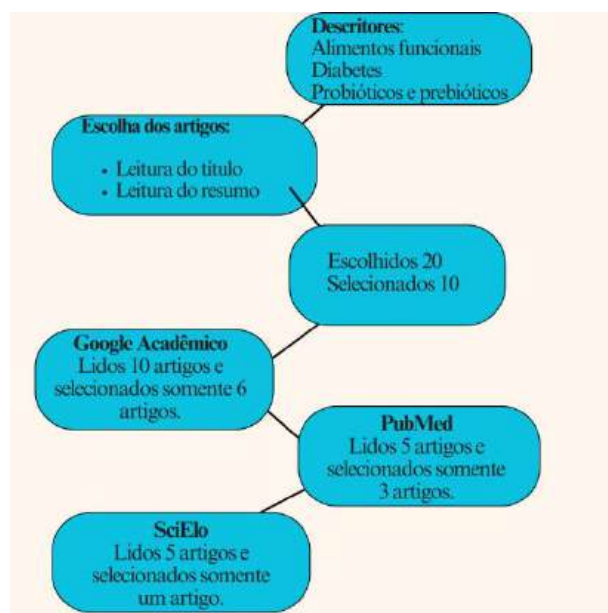 Descritores:
Alimentos funcionais
Diabetes
Probióticos e prebióticos
Escolha dos artigos:
• Leitura do título
• Leitura do resumo
Escolhidos 20
Selecionados 10
Google Acadêmico
Lidos 10 artigos e
selecionados somente 6
artigos.
PubMed
Lidos 5 artigos e
selecionados somente
3 artigos.
SciElo
Lidos 5 artigos e
selecionados somente
um artigo.